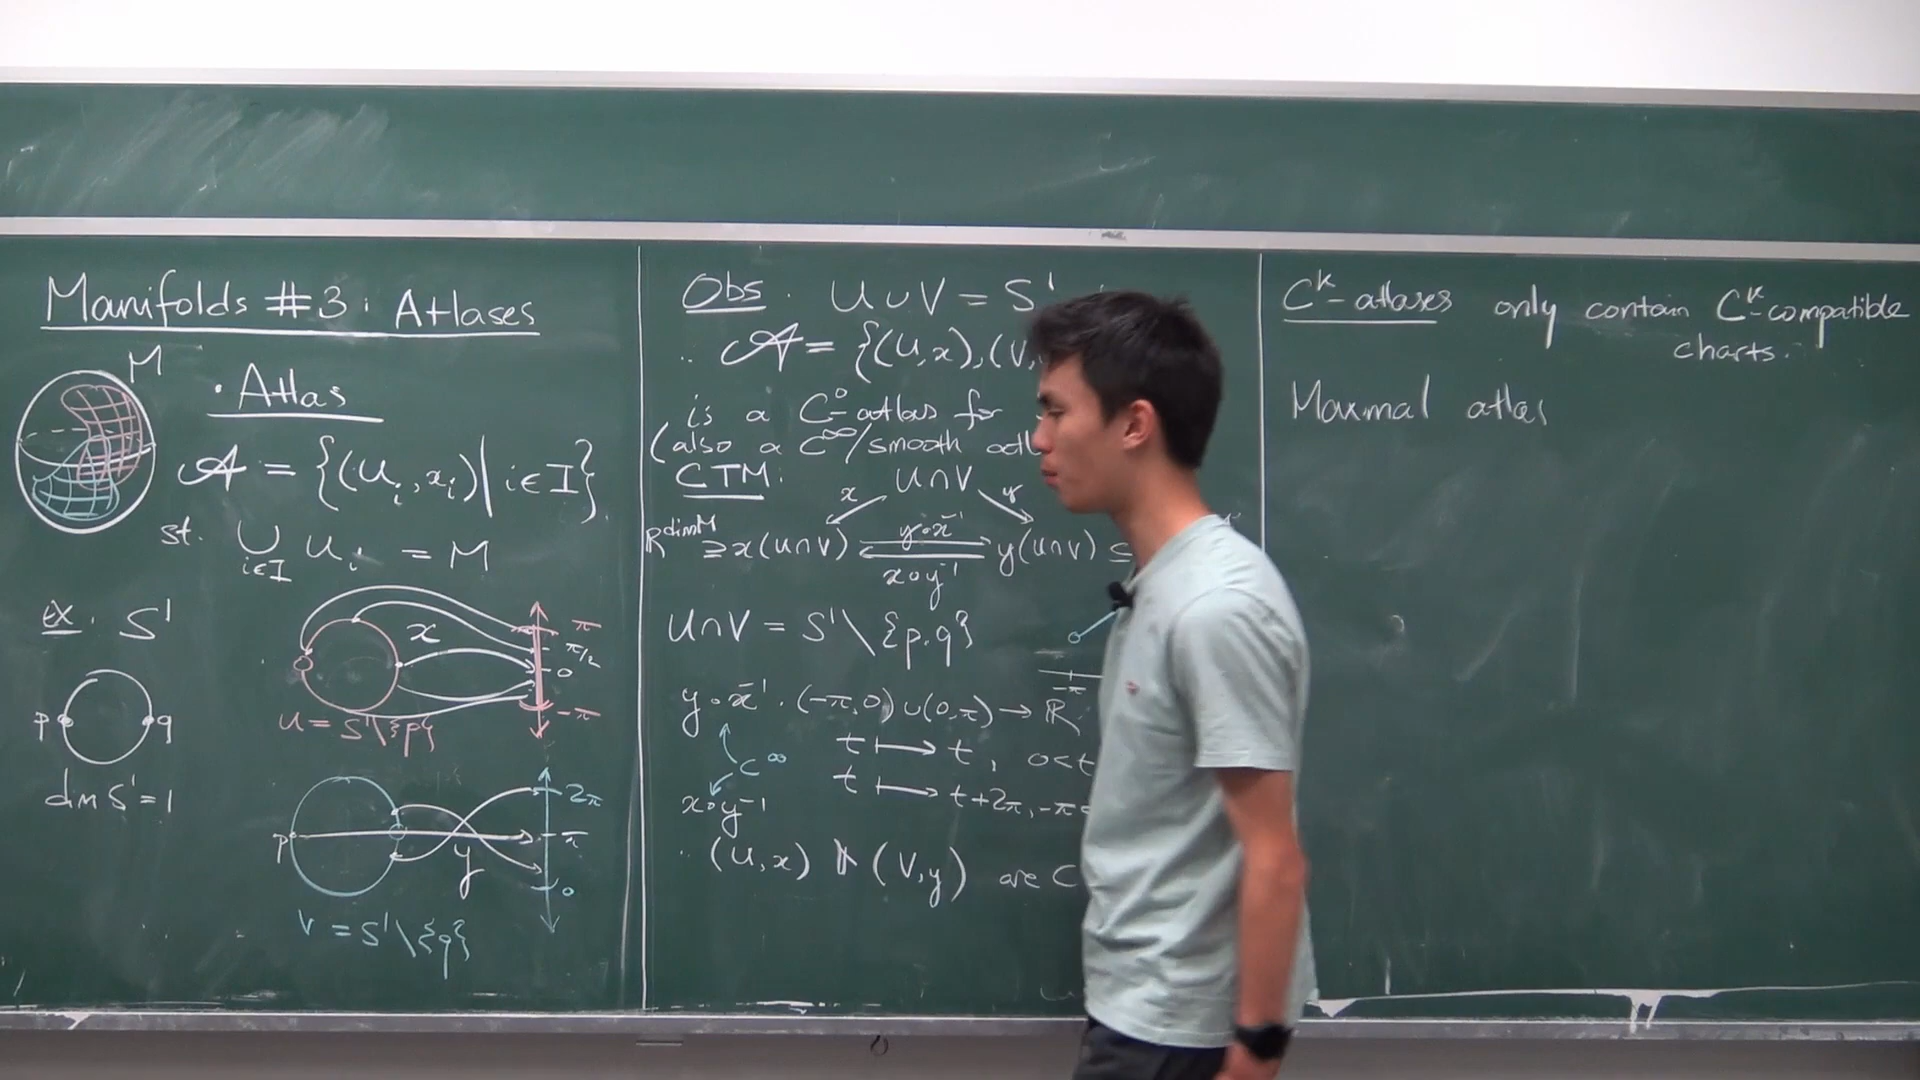 Manifolds #3: Atlases
M
· Atlas
𝒜 = {(Uᵢ, xᵢ) | i∈I}
st. ∪ Uᵢ = M
i∈I
ex. S¹
p q
dim S¹ = 1
x
π
π/2
0
-π
U = S¹\{p}
p
y
2π
π
0
V = S¹\{q}
Obs. U∪V = S¹
∴ 𝒜 = {(U,x),(V,
is a C⁰-atlas for
(also a C^∞/smooth atl
CTM: U∩V
x y
ℝ^dimM ⊇ x(U∩V) y∘x⁻¹ y(U∩V) ⊆
x∘y⁻¹
U∩V = S¹\{p,q}
-π
y∘x⁻¹: (-π,0)∪(0,π) → ℝ
t ↦ t, 0<t
C^∞
t ↦ t+2π, -π<
x∘y⁻¹
∴ (U,x) & (V,y) are C
C^k-atlases only contain C^k-compatible
charts.
Maximal atlas